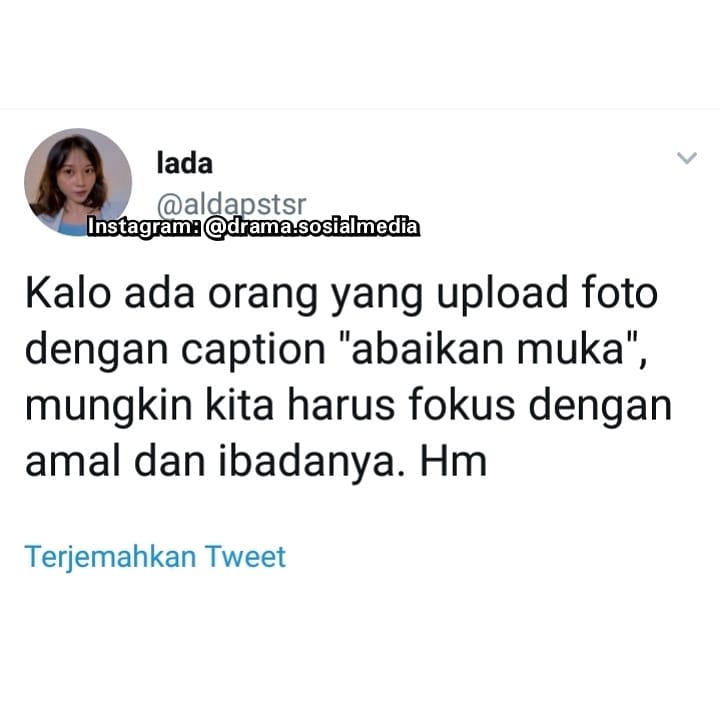 lada
@aldapstsr
Instagram: @drama.sosialmedia
Kalo ada orang yang upload foto
dengan caption "abaikan muka",
mungkin kita harus fokus dengan
amal dan ibadanya. Hm
Terjemahkan Tweet